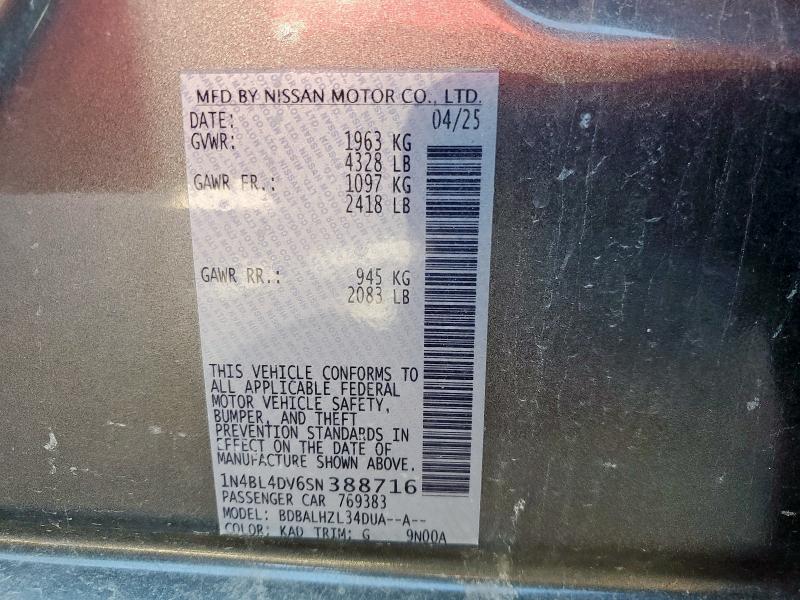 MFD BY NISSAN MOTOR CO., LTD.
DATE: 04/25
GVWR: 1963 KG
4328 LB
GAWR FR.: 1097 KG
2418 LB
GAWR RR.: 945 KG
2083 LB
THIS VEHICLE CONFORMS TO
ALL APPLICABLE FEDERAL
MOTOR VEHICLE SAFETY,
BUMPER, AND THEFT
PREVENTION STANDARDS IN
EFFECT ON THE DATE OF
MANUFACTURE SHOWN ABOVE.
1N4BL4DV6SN388716
PASSENGER CAR 769383
MODEL: BDBALHZL34DUA--A--
COLOR: KAD TRIM: G 9N00A